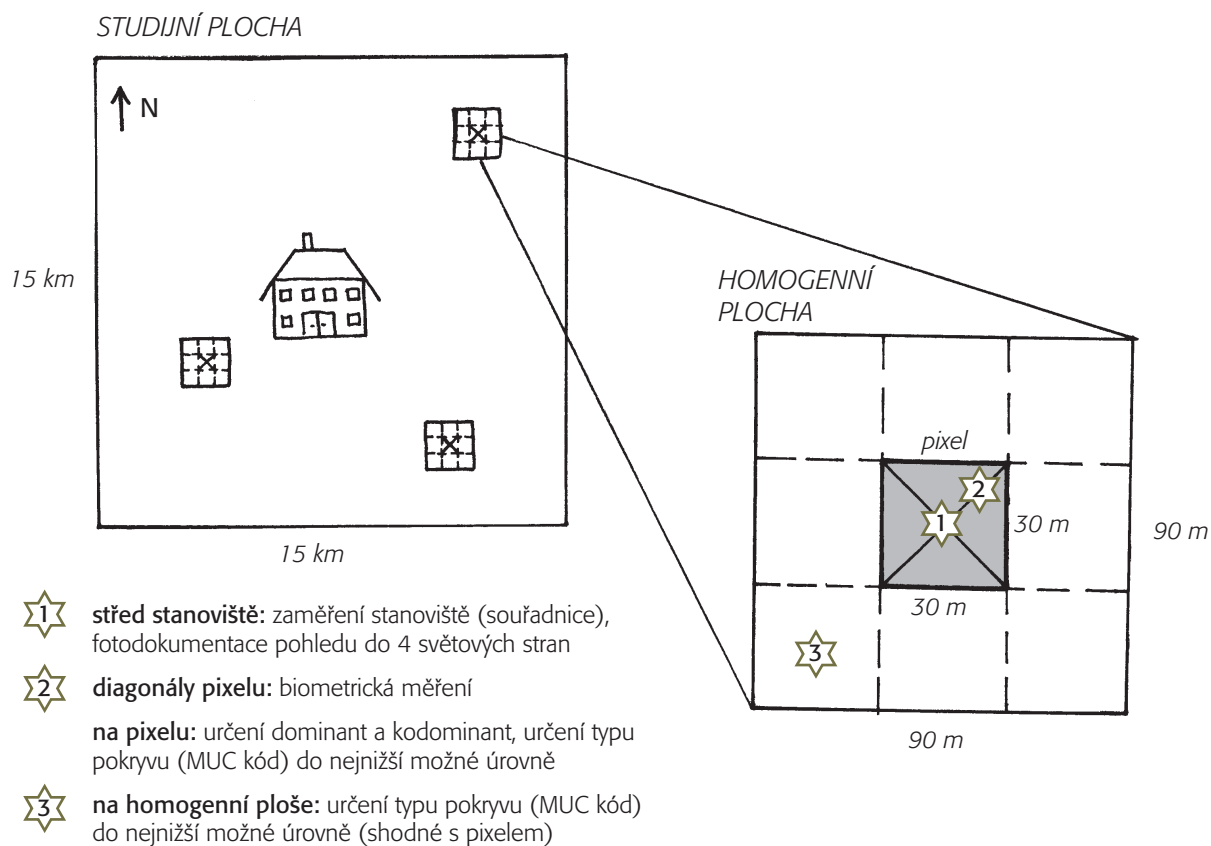 STUDIJNÍ PLOCHA
N
15 km
15 km
HOMOGENNÍ
PLOCHA
pixel
2
1
30 m
90 m
30 m
3
90 m
1 střed stanoviště: zaměření stanoviště (souřadnice),
fotodokumentace pohledu do 4 světových stran
2 diagonály pixelu: biometrická měření
na pixelu: určení dominant a kodominant, určení typu
pokryvu (MUC kód) do nejnižší možné úrovně
3 na homogenní ploše: určení typu pokryvu (MUC kód)
do nejnižší možné úrovně (shodné s pixelem)